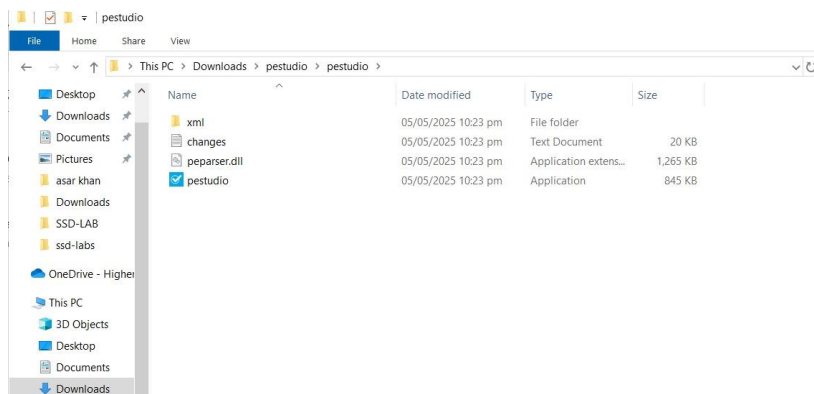 pestudio
File Home Share View
This PC > Downloads > pestudio > pestudio >
Name Date modified Type Size
xml 05/05/2025 10:23 pm File folder
changes 05/05/2025 10:23 pm Text Document 20 KB
peparser.dll 05/05/2025 10:23 pm Application extens... 1,265 KB
pestudio 05/05/2025 10:23 pm Application 845 KB
Desktop
Downloads
Documents
Pictures
asar khan
Downloads
SSD-LAB
ssd-labs
OneDrive - Higher
This PC
3D Objects
Desktop
Documents
Downloads